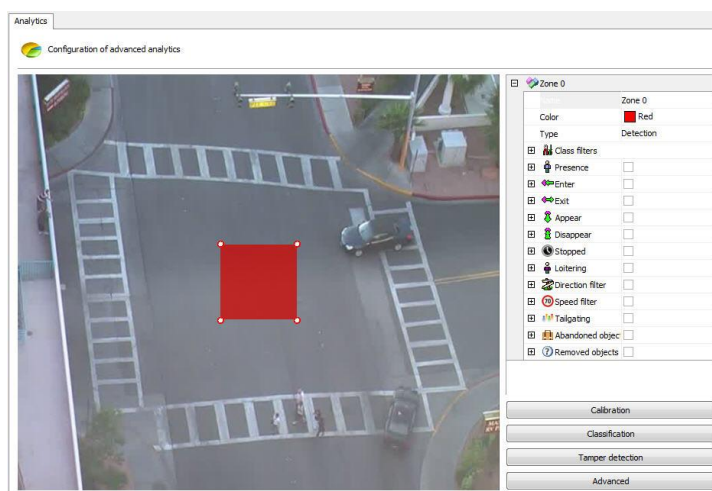 Analytics
Configuration of advanced analytics
Zone 0
Zone 0
Color Red
Type Detection
Class filters
Presence
Enter
Exit
Appear
Disappear
Stopped
Loitering
Direction filter
70 Speed filter
Tailgating
Abandoned objec
Removed objects
Calibration
Classification
Tamper detection
Advanced